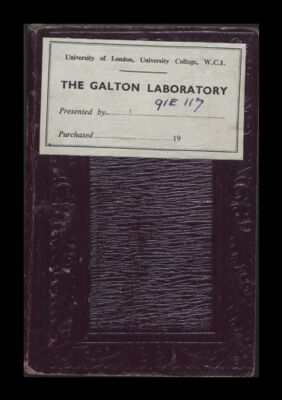 University of London, University College, W.C.1.
THE GALTON LABORATORY
91E 117
Presented by
Purchased 19